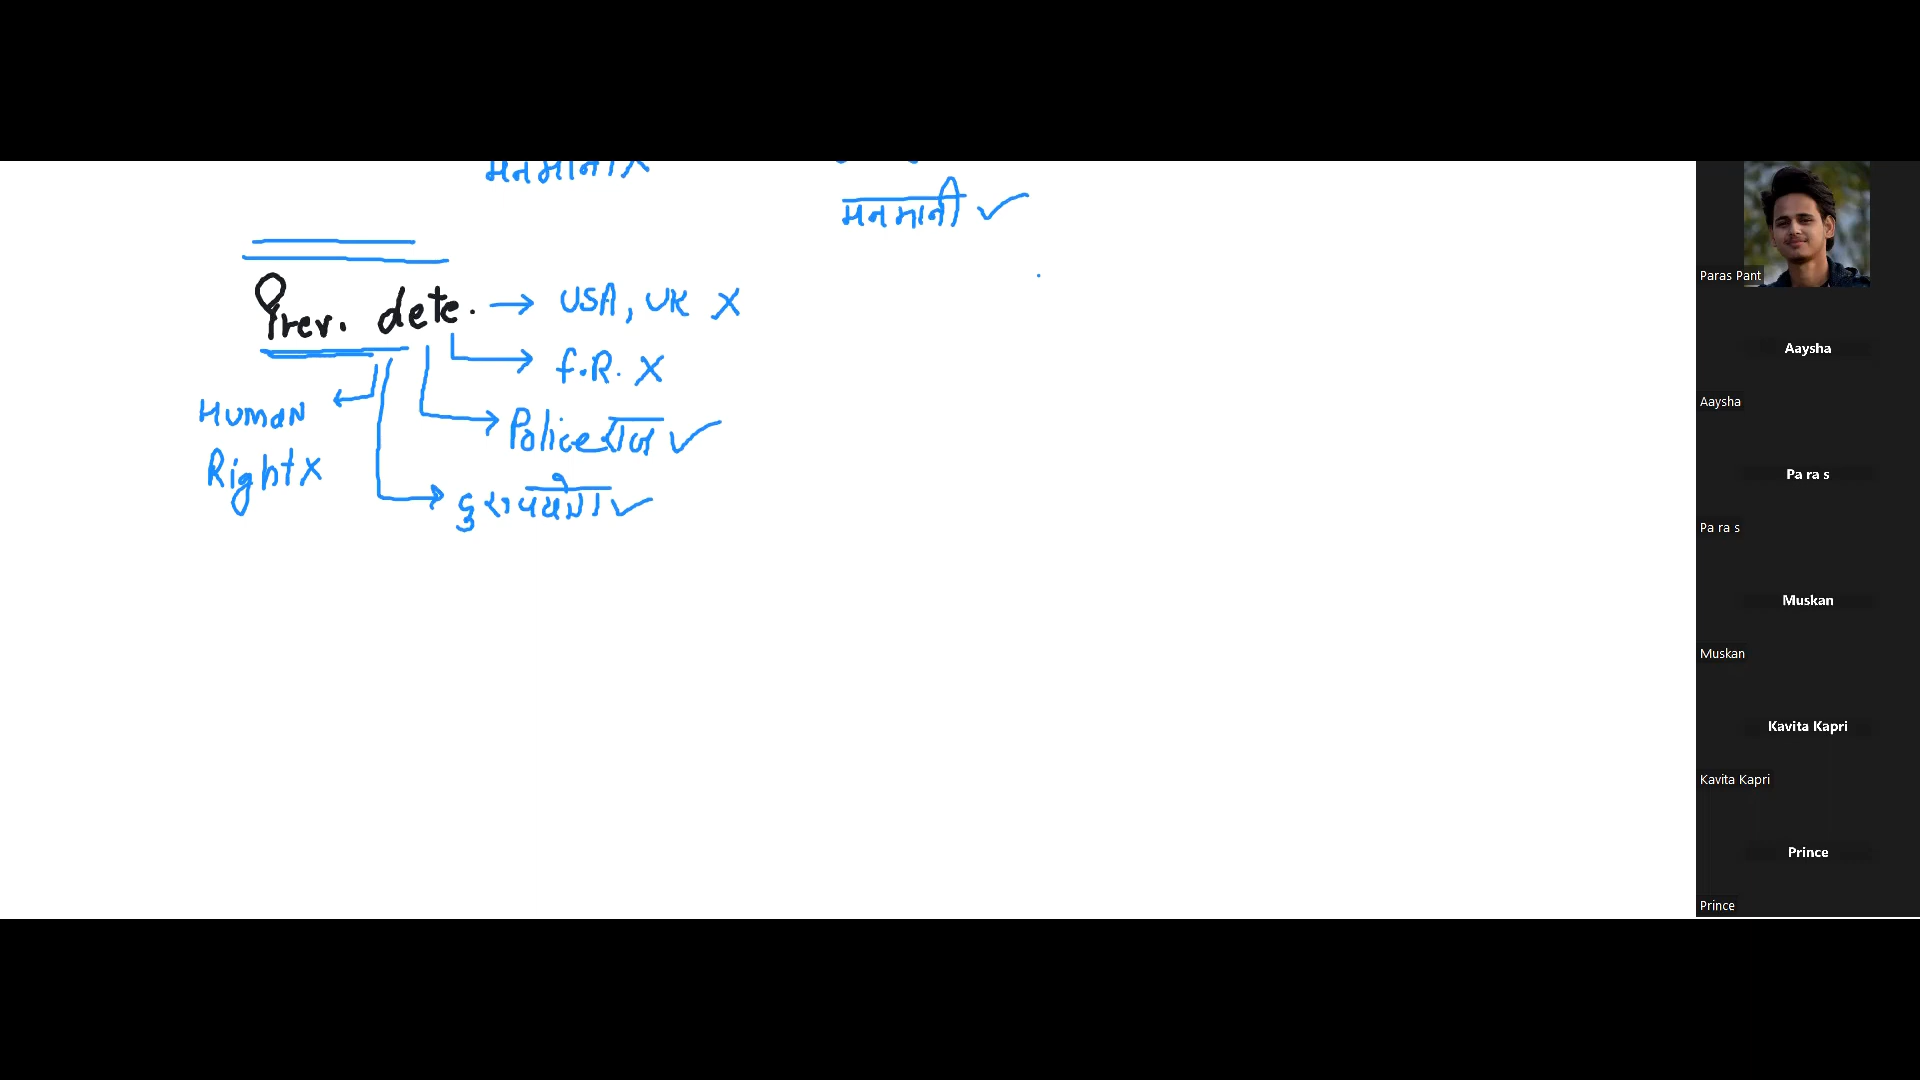 मनमानी X
मनमानी ✓
Prev. dete. → USA, UK X
f.R. X
Human
Right X
Police राज ✓
दुरुपयोग ✓
Paras Pant
Aaysha
Aaysha
Pa ra s
Pa ra s
Muskan
Muskan
Kavita Kapri
Kavita Kapri
Prince
Prince